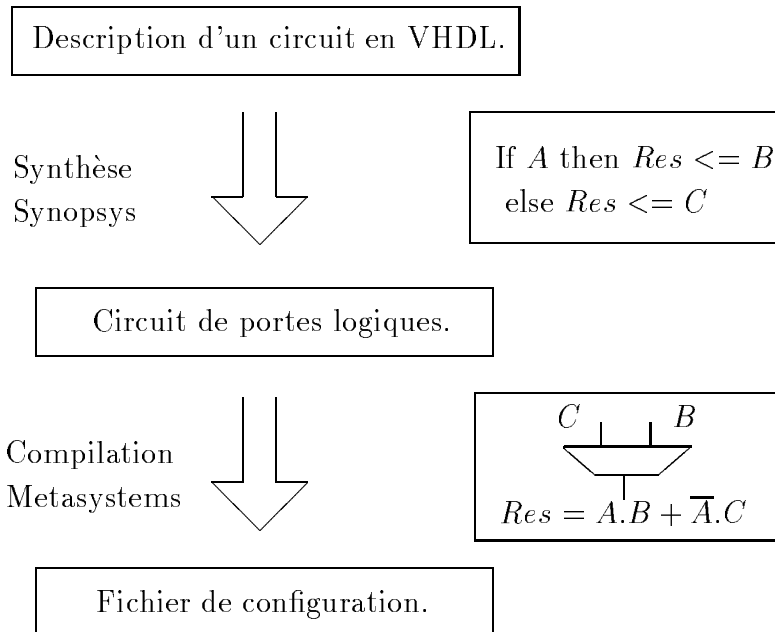 Description d'un circuit en VHDL.
Synthèse
Synopsys
If A then Res <= B
else Res <= C
Circuit de portes logiques.
Compilation
Metasystems
C B
Res = A.B + A̅.C
Fichier de configuration.